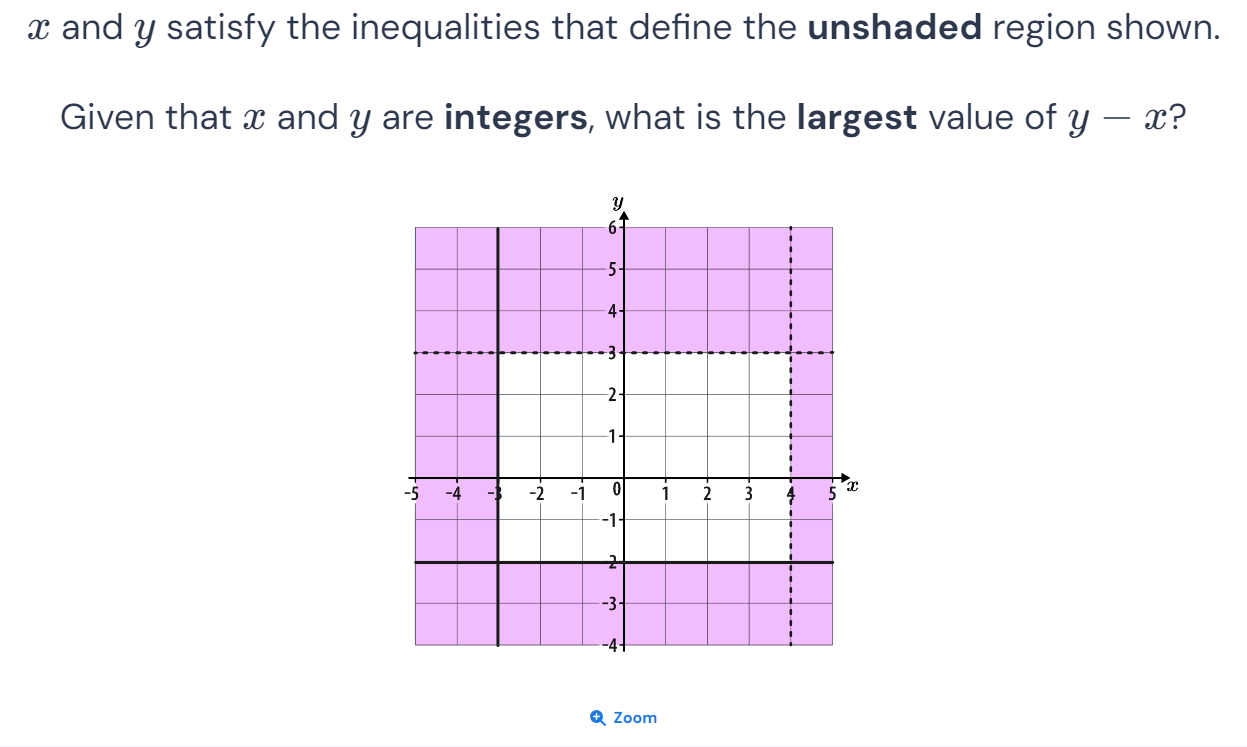 x and y satisfy the inequalities that define the unshaded region shown.
Given that x and y are integers, what is the largest value of y − x?
y
6
5
4
3
2
1
-5 -4 -3 -2 -1 0 1 2 3 4 5 x
-1
-2
-3
-4
Zoom